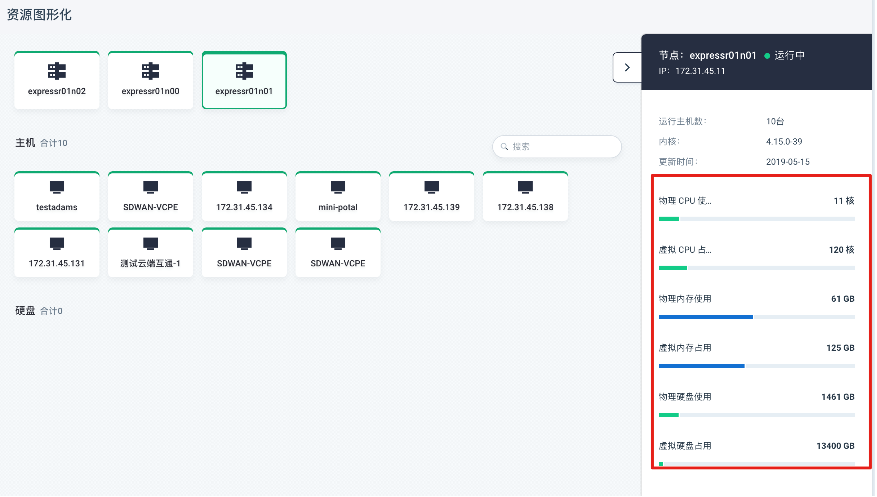 资源图形化
expressr01n02
expressr01n00
expressr01n01
主机 合计10
搜索
testadams
SDWAN-VCPE
172.31.45.134
mini-potal
172.31.45.139
172.31.45.138
172.31.45.131
测试云端互通-1
SDWAN-VCPE
SDWAN-VCPE
硬盘 合计0
节点： expressr01n01 运行中
IP： 172.31.45.11
运行主机数： 10台
内核： 4.15.0-39
更新时间： 2019-05-15
物理 CPU 使... 11 核
虚拟 CPU 占... 120 核
物理内存使用 61 GB
虚拟内存占用 125 GB
物理硬盘使用 1461 GB
虚拟硬盘占用 13400 GB